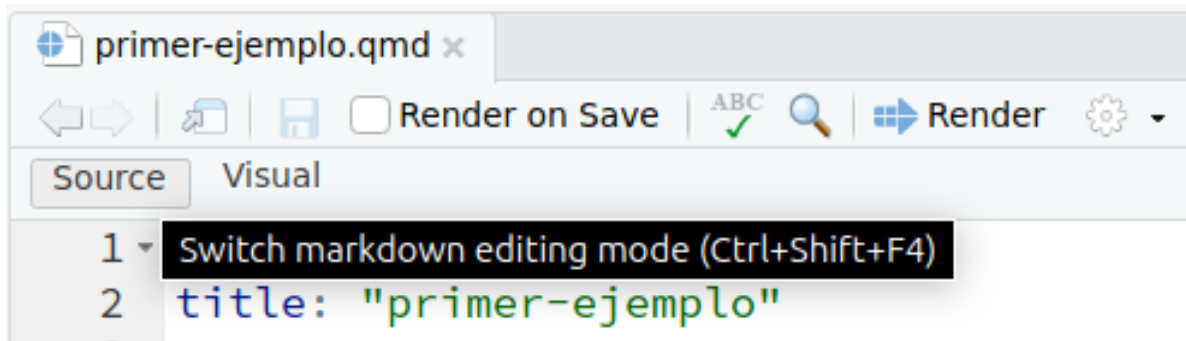 primer-ejemplo.qmd
Render on Save ABC Render
Source Visual
1 Switch markdown editing mode (Ctrl+Shift+F4)
2 title: "primer-ejemplo"